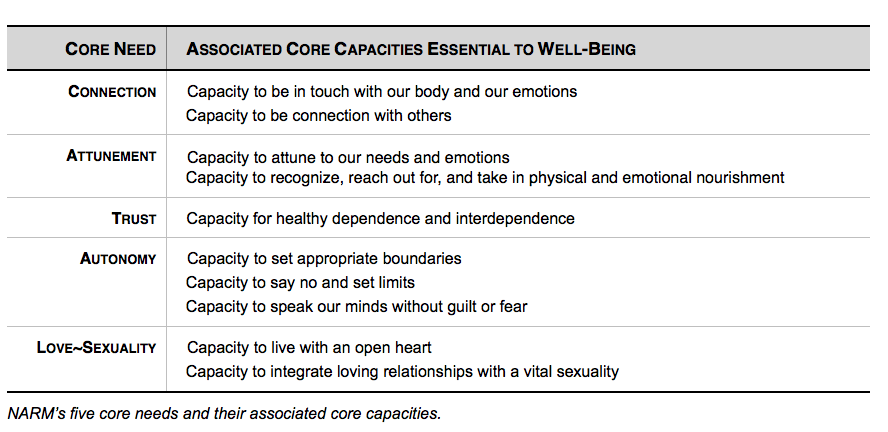 CORE NEED ASSOCIATED CORE CAPACITIES ESSENTIAL TO WELL-BEING
CONNECTION Capacity to be in touch with our body and our emotions
Capacity to be connection with others
ATTUNEMENT Capacity to attune to our needs and emotions
Capacity to recognize, reach out for, and take in physical and emotional nourishment
TRUST Capacity for healthy dependence and interdependence
AUTONOMY Capacity to set appropriate boundaries
Capacity to say no and set limits
Capacity to speak our minds without guilt or fear
LOVE~SEXUALITY Capacity to live with an open heart
Capacity to integrate loving relationships with a vital sexuality
NARM's five core needs and their associated core capacities.